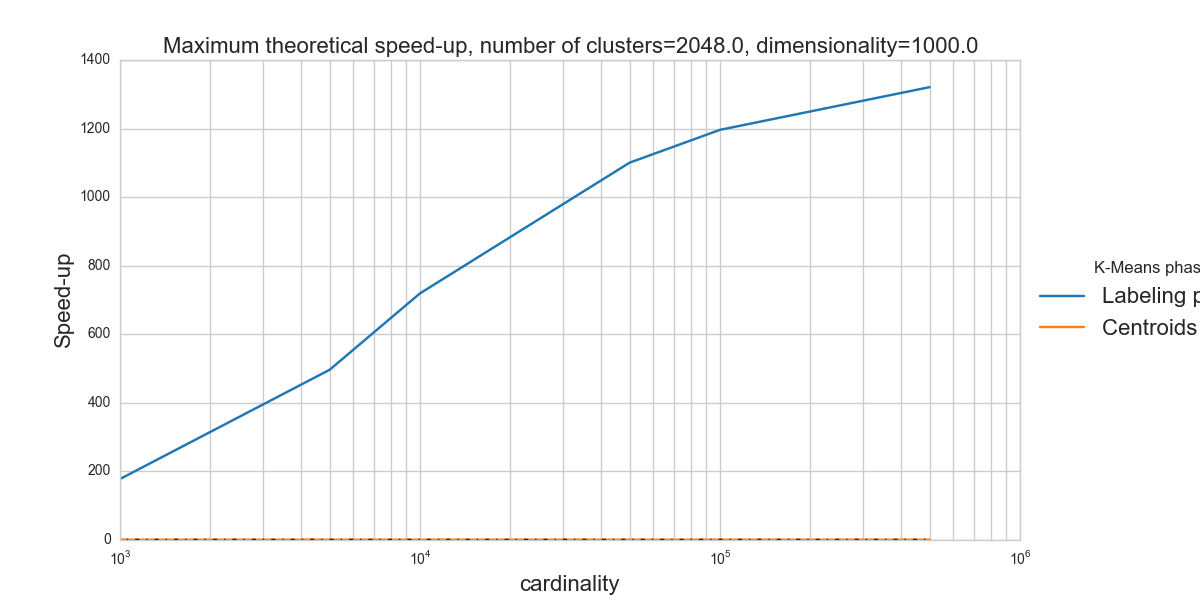 Maximum theoretical speed-up, number of clusters=2048.0, dimensionality=1000.0
1400
1200
1000
800
600
400
200
0
Speed-up
10³
10⁴
10⁵
10⁶
cardinality
K-Means phas
Labeling p
Centroids